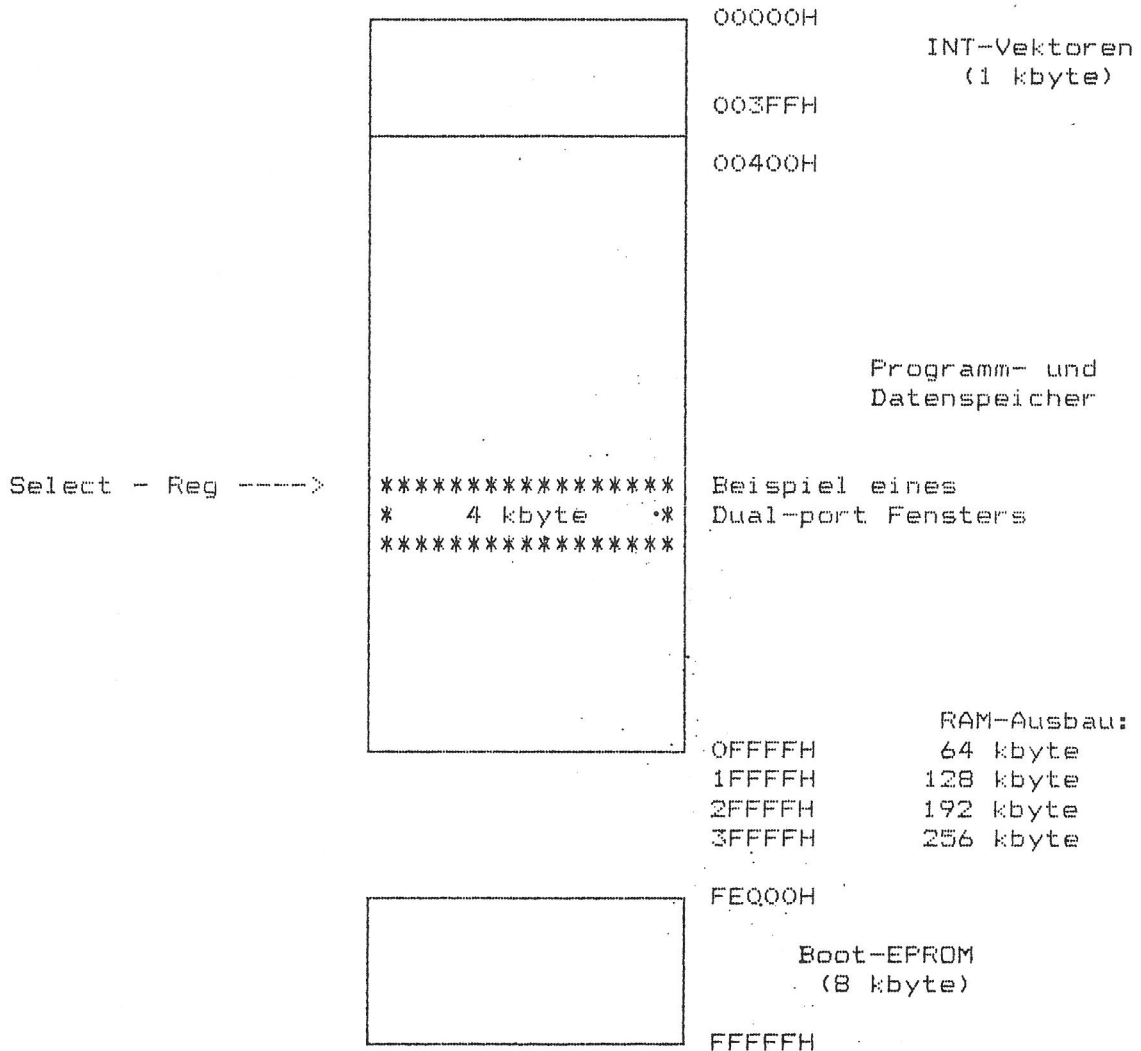 00000H
INT-Vektoren
(1 kbyte)
003FFH
00400H
Programm- und
Datenspeicher
Select - Reg ---->
*****************
* 4 kbyte *
*****************
Beispiel eines
Dual-port Fensters
RAM-Ausbau:
0FFFFH 64 kbyte
1FFFFH 128 kbyte
2FFFFH 192 kbyte
3FFFFH 256 kbyte
FE000H
Boot-EPROM
(8 kbyte)
FFFFFH